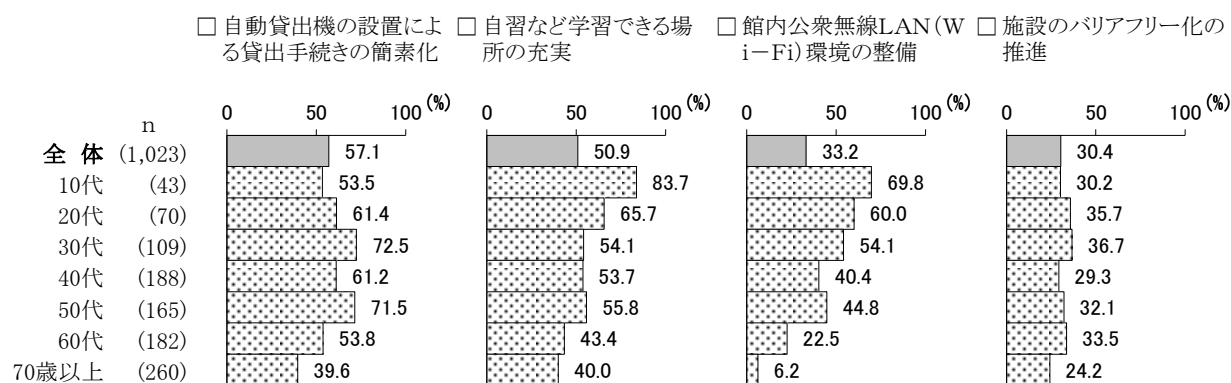 □ 自動貸出機の設置によ
る貸出手続きの簡素化
□ 自習など学習できる場
所の充実
□ 館内公衆無線LAN(W
i－Fi)環境の整備
□ 施設のバリアフリー化の
推進
0 50 100 (%) 0 50 100 (%) 0 50 100 (%) 0 50 100 (%)
n
全 体 (1,023) 57.1 50.9 33.2 30.4
10代 (43) 53.5 83.7 69.8 30.2
20代 (70) 61.4 65.7 60.0 35.7
30代 (109) 72.5 54.1 54.1 36.7
40代 (188) 61.2 53.7 40.4 29.3
50代 (165) 71.5 55.8 44.8 32.1
60代 (182) 53.8 43.4 22.5 33.5
70歳以上 (260) 39.6 40.0 6.2 24.2